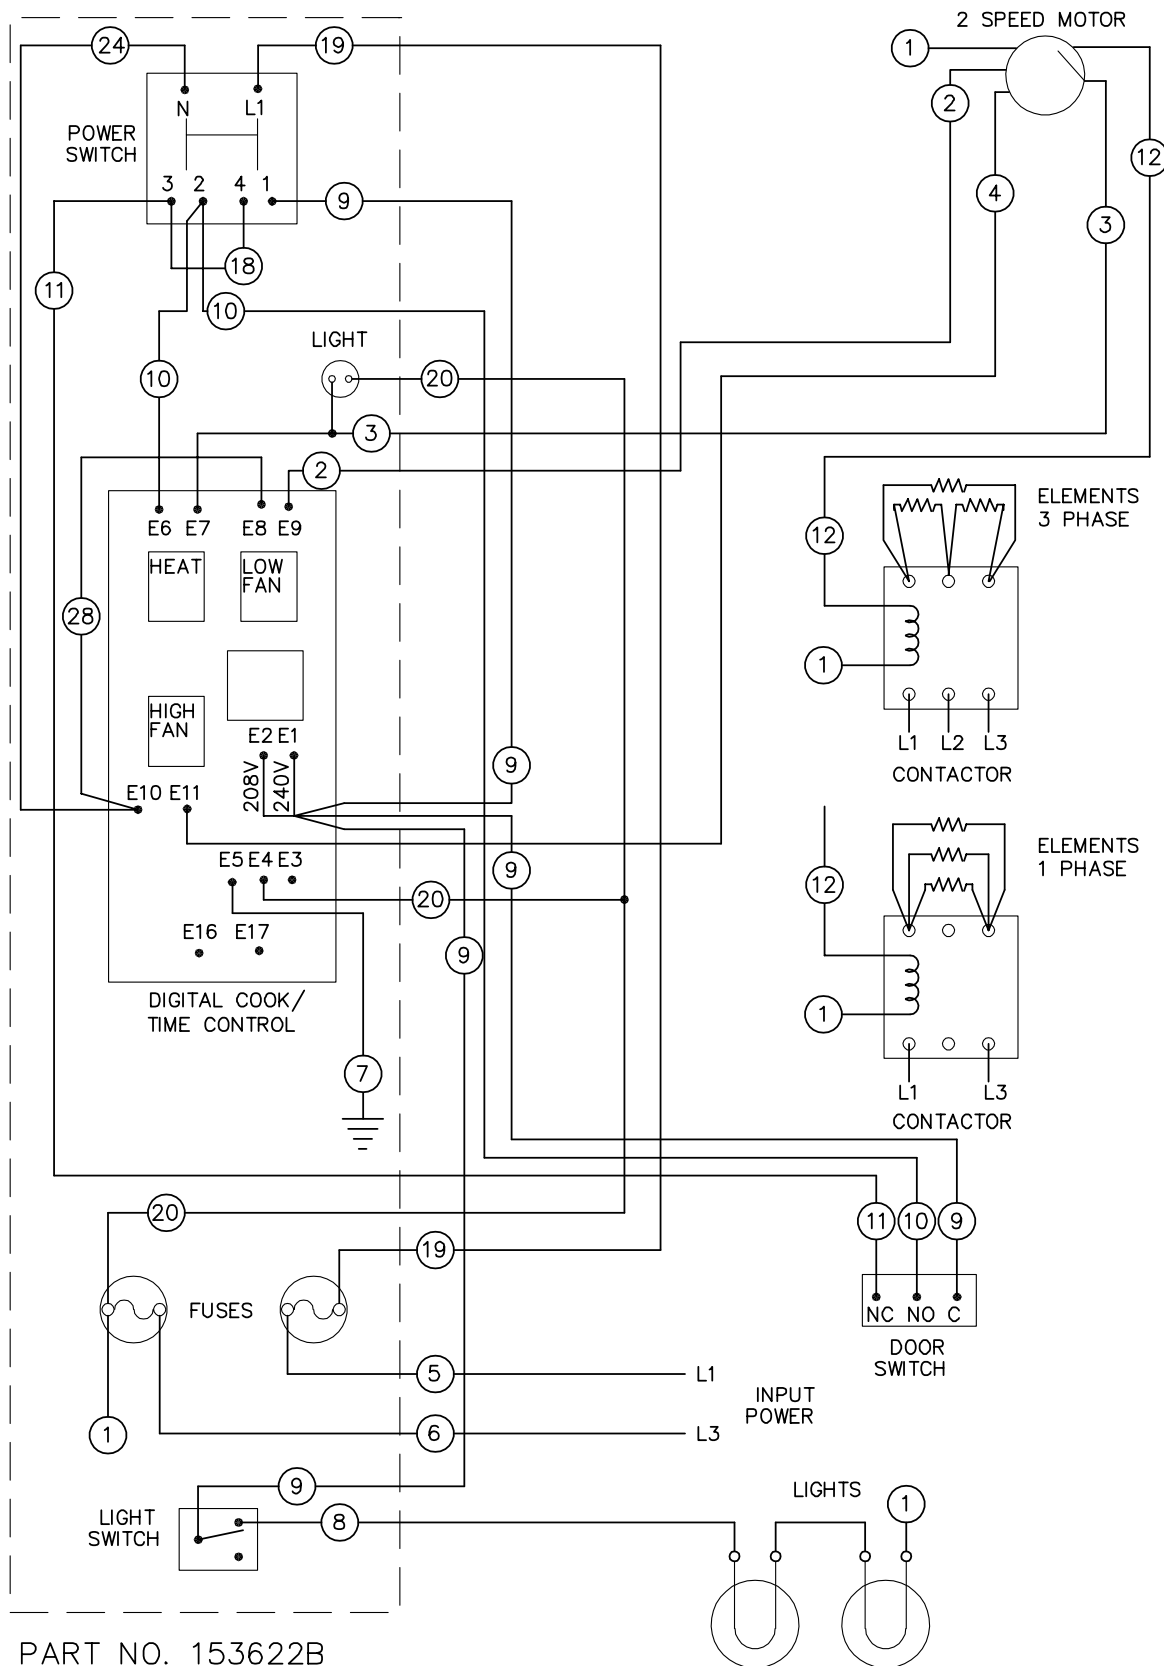 2 SPEED MOTOR
24
19
1
2
12
N
L1
POWER
SWITCH
3 2 4 1
9
4
3
18
11
10
LIGHT
10
20
3
2
ELEMENTS
3 PHASE
E6 E7 E8 E9
12
HEAT
LOW
FAN
28
1
HIGH
FAN
E2 E1
L1 L2 L3
208V
240V
9
CONTACTOR
E10 E11
ELEMENTS
1 PHASE
E5 E4 E3
9
12
20
E16 E17
9
DIGITAL COOK/
TIME CONTROL
1
7
L1 L3
CONTACTOR
20
11
10
9
19
FUSES
NC NO C
DOOR
SWITCH
5
L1
INPUT
POWER
1
6
L3
9
LIGHTS
1
LIGHT
SWITCH
8
PART NO. 153622B